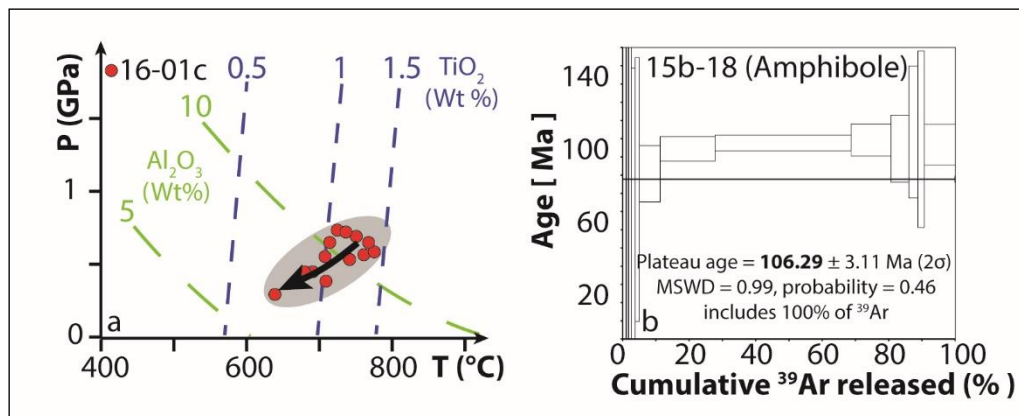 16-01c
0.5
1
1.5
TiO₂
(Wt %)
10
Al₂O₃
(Wt%)
5
P (GPa)
1
0
a
400
600
800
T (°C)
15b-18 (Amphibole)
Age [ Ma]
140
100
60
20
Plateau age = 106.29 ± 3.11 Ma (2σ)
MSWD = 0.99, probability = 0.46
includes 100% of ³⁹Ar
b
0
20
40
60
80
100
Cumulative ³⁹Ar released (% )